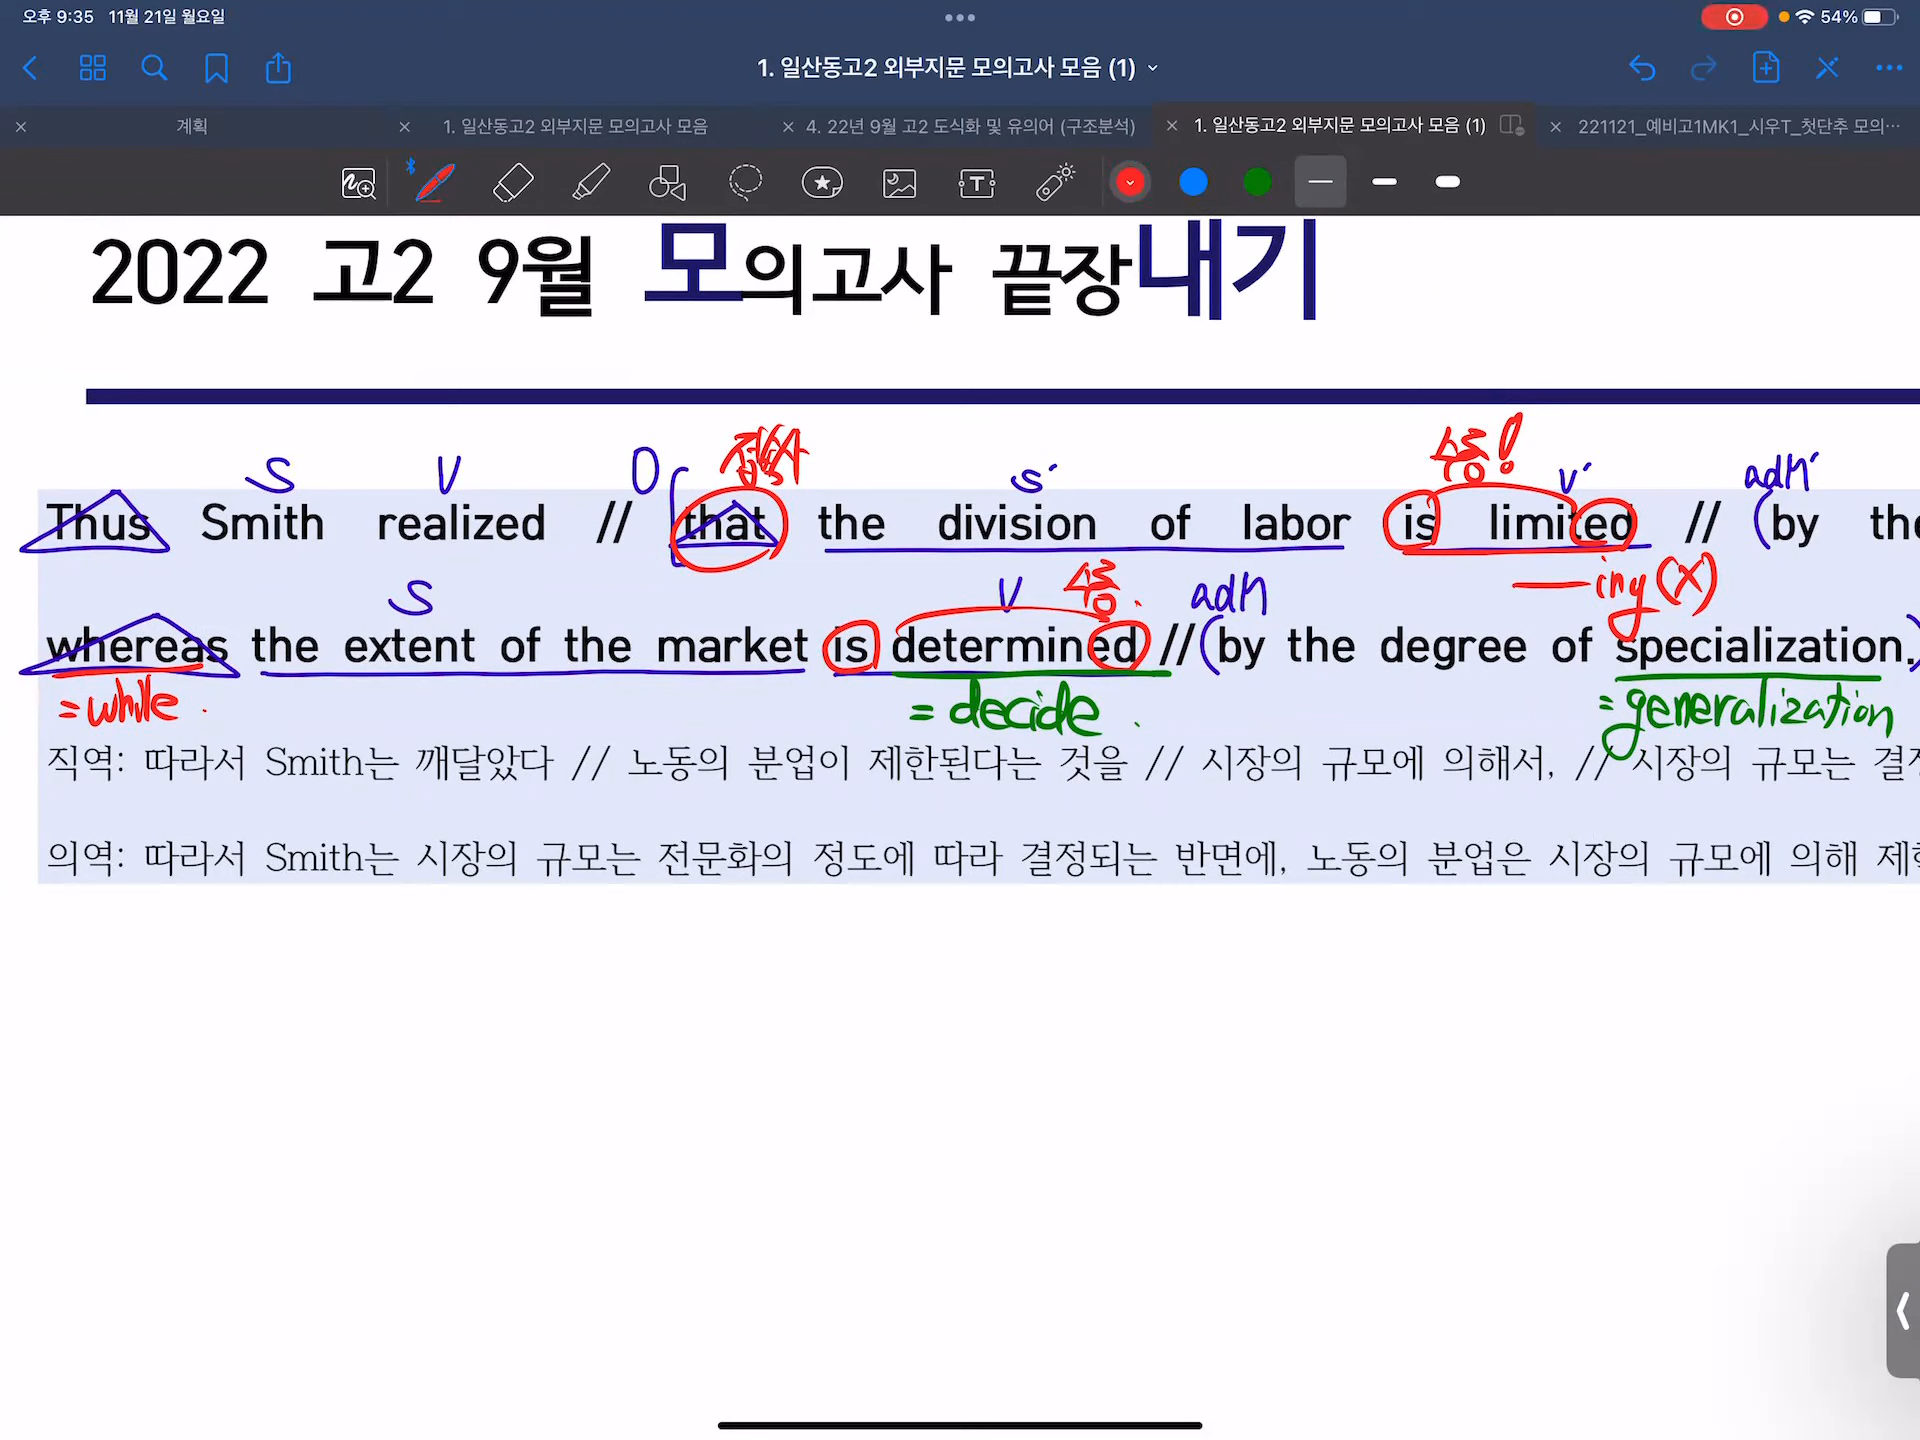 오후 9:35 11월 21일 월요일
54%
1. 일산동고2 외부지문 모의고사 모음 (1)
계획
1. 일산동고2 외부지문 모의고사 모음
4. 22년 9월 고2 도식화 및 유의어 (구조분석)
1. 일산동고2 외부지문 모의고사 모음 (1)
221121_예비고1MK1_시우T_첫단추 모의…
2022 고2 9월 모의고사 끝장내기
접속사 수동!
S V O S' V' adM'
Thus Smith realized // that the division of labor is limited // (by the
ing (X)
S V 수동. adM
whereas the extent of the market is determined // (by the degree of specialization.)
= while . = decide . = generalization
직역: 따라서 Smith는 깨달았다 // 노동의 분업이 제한된다는 것을 // 시장의 규모에 의해서, // 시장의 규모는
의역: 따라서 Smith는 시장의 규모는 전문화의 정도에 따라 결정되는 반면에, 노동의 분업은 시장의 규모에 의해